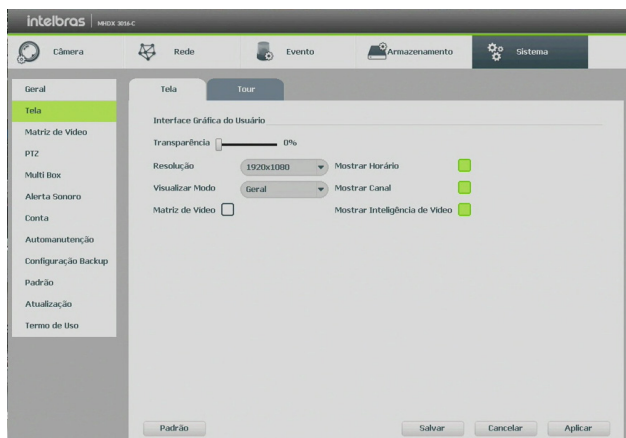 intelbras MHDX 3016-C
Câmera Rede Evento Armazenamento Sistema
Geral
Tela
Matriz de Vídeo
PTZ
Multi Box
Alerta Sonoro
Conta
Automanutenção
Configuração Backup
Padrão
Atualização
Termo de Uso
Tela Tour
Interface Gráfica do Usuário
Transparência 0%
Resolução 1920x1080 Mostrar Horário
Visualizar Modo Geral Mostrar Canal
Matriz de Vídeo Mostrar Inteligência de Vídeo
Padrão Salvar Cancelar Aplicar